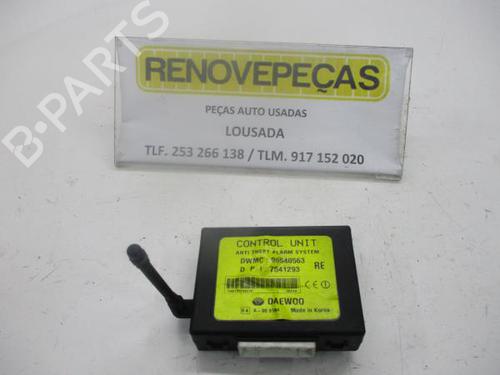 RENOVEPEÇAS
PEÇAS AUTO USADAS
LOUSADA
TLF. 253 266 138 / TLM. 917 152 020
B-PARTS
CONTROL UNIT
ANTI THEFT ALARM SYSTEM
DWMC : 96540563
D P I : 7541293 RE
CE
DAEWOO
Made in Korea